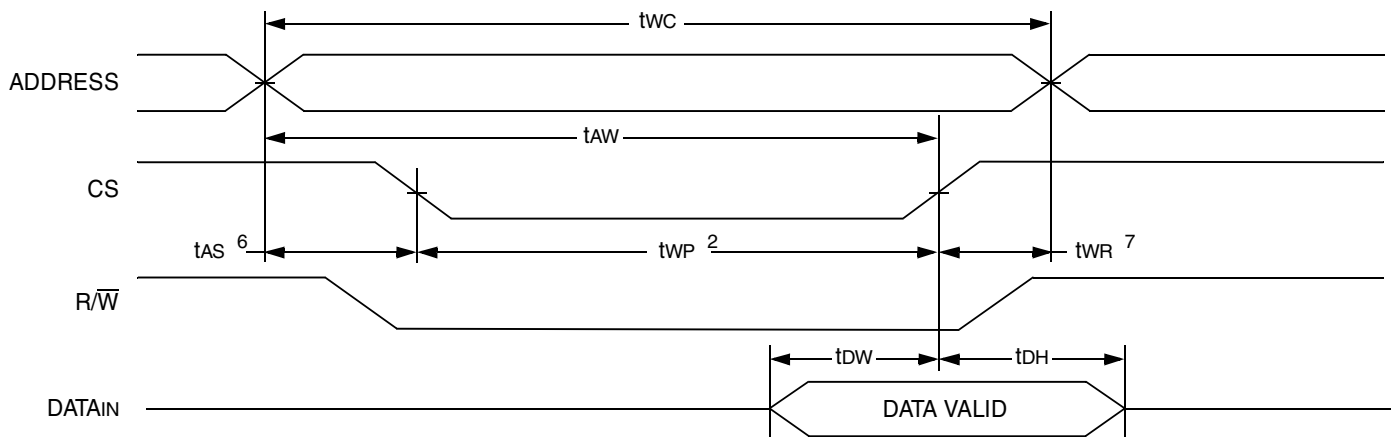 tWC
ADDRESS
tAW
CS
tAS 6
tWP 2
tWR 7
R/W̅
tDW
tDH
DATAIN
DATA VALID